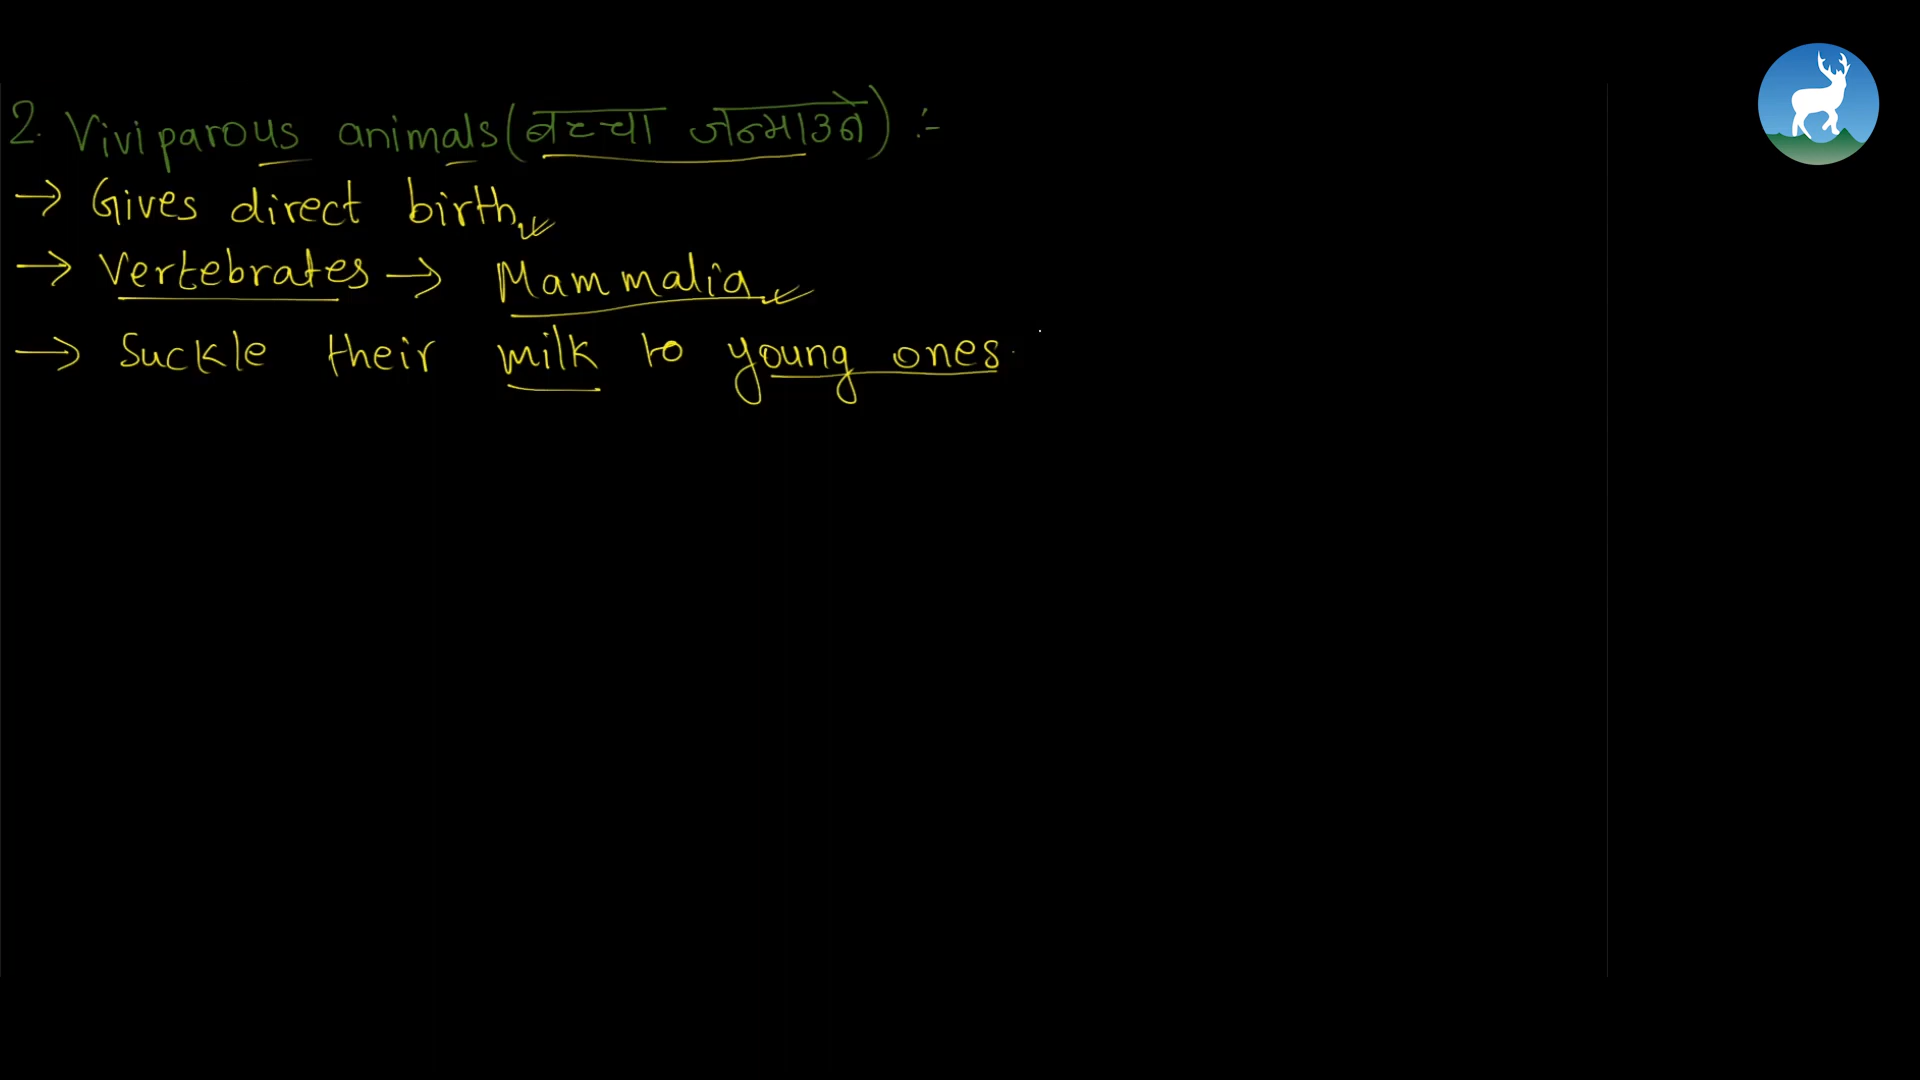 2. Viviparous animals (बच्चा जन्माउने) :-
→ Gives direct birth
→ Vertebrates → Mammalia
→ Suckle their milk to young ones.